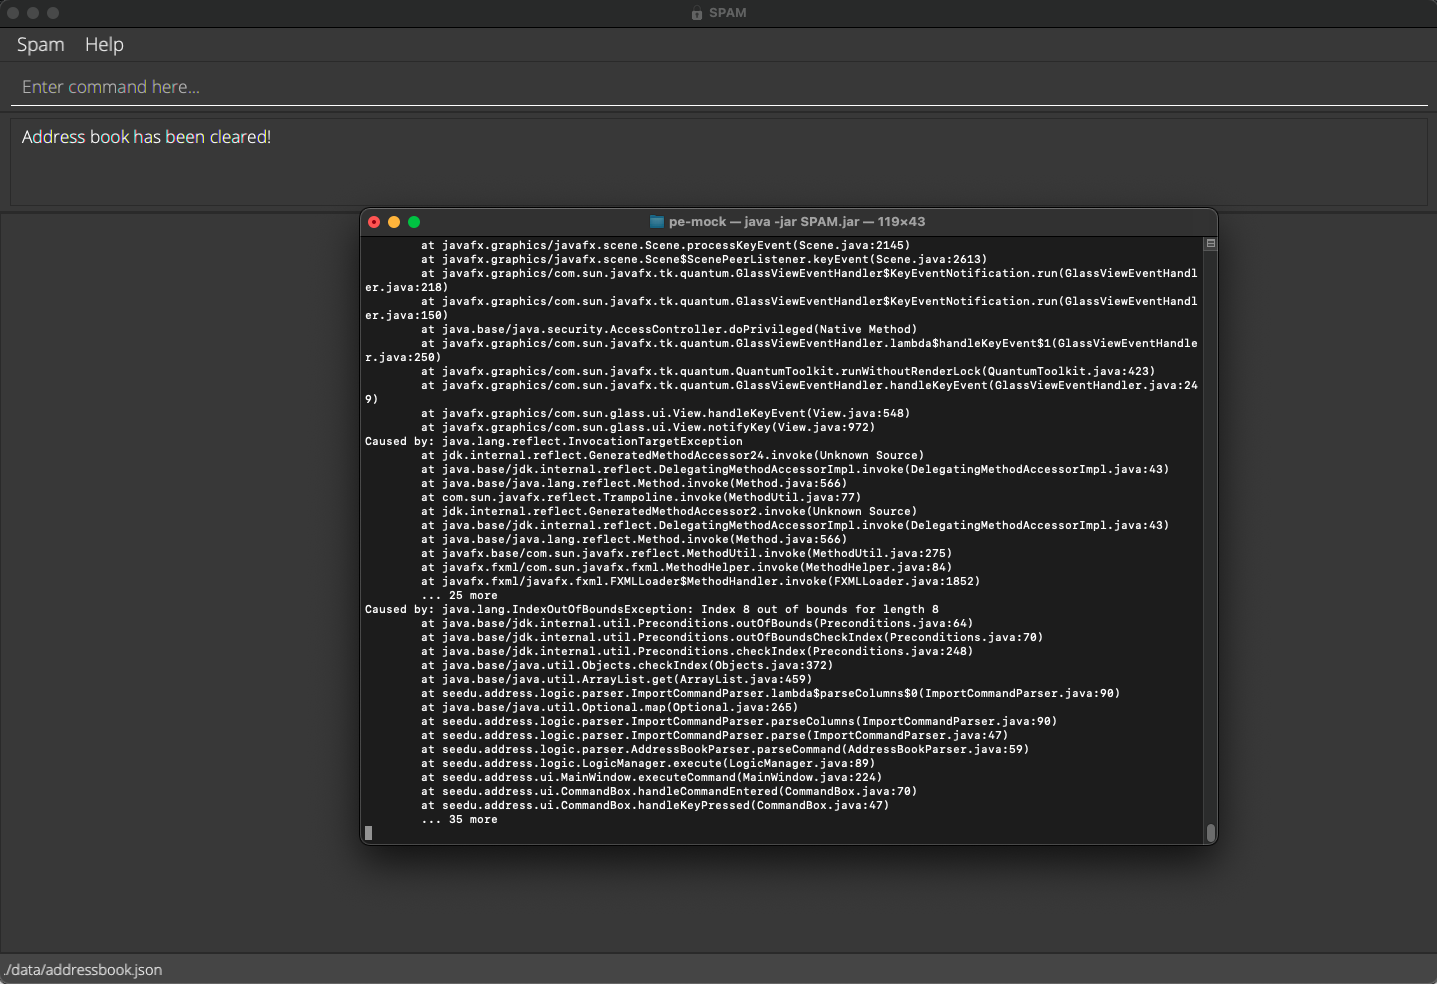 SPAM
Spam Help
Enter command here...
Address book has been cleared!
pe-mock — java -jar SPAM.jar — 119×43
at javafx.graphics/javafx.scene.Scene.processKeyEvent(Scene.java:2145)
at javafx.graphics/javafx.scene.Scene$ScenePeerListener.keyEvent(Scene.java:2613)
at javafx.graphics/com.sun.javafx.tk.quantum.GlassViewEventHandler$KeyEventNotification.run(GlassViewEventHandl
er.java:218)
at javafx.graphics/com.sun.javafx.tk.quantum.GlassViewEventHandler$KeyEventNotification.run(GlassViewEventHandl
er.java:150)
at java.base/java.security.AccessController.doPrivileged(Native Method)
at javafx.graphics/com.sun.javafx.tk.quantum.GlassViewEventHandler.lambda$handleKeyEvent$1(GlassViewEventHandle
r.java:250)
at javafx.graphics/com.sun.javafx.tk.quantum.QuantumToolkit.runWithoutRenderLock(QuantumToolkit.java:423)
at javafx.graphics/com.sun.javafx.tk.quantum.GlassViewEventHandler.handleKeyEvent(GlassViewEventHandler.java:24
9)
at javafx.graphics/com.sun.glass.ui.View.handleKeyEvent(View.java:548)
at javafx.graphics/com.sun.glass.ui.View.notifyKey(View.java:972)
Caused by: java.lang.reflect.InvocationTargetException
at jdk.internal.reflect.GeneratedMethodAccessor24.invoke(Unknown Source)
at java.base/jdk.internal.reflect.DelegatingMethodAccessorImpl.invoke(DelegatingMethodAccessorImpl.java:43)
at java.base/java.lang.reflect.Method.invoke(Method.java:566)
at com.sun.javafx.reflect.Trampoline.invoke(MethodUtil.java:77)
at jdk.internal.reflect.GeneratedMethodAccessor2.invoke(Unknown Source)
at java.base/jdk.internal.reflect.DelegatingMethodAccessorImpl.invoke(DelegatingMethodAccessorImpl.java:43)
at java.base/java.lang.reflect.Method.invoke(Method.java:566)
at javafx.base/com.sun.javafx.reflect.MethodUtil.invoke(MethodUtil.java:275)
at javafx.fxml/com.sun.javafx.fxml.MethodHelper.invoke(MethodHelper.java:84)
at javafx.fxml/javafx.fxml.FXMLLoader$MethodHandler.invoke(FXMLLoader.java:1852)
... 25 more
Caused by: java.lang.IndexOutOfBoundsException: Index 8 out of bounds for length 8
at java.base/jdk.internal.util.Preconditions.outOfBounds(Preconditions.java:64)
at java.base/jdk.internal.util.Preconditions.outOfBoundsCheckIndex(Preconditions.java:70)
at java.base/jdk.internal.util.Preconditions.checkIndex(Preconditions.java:248)
at java.base/java.util.Objects.checkIndex(Objects.java:372)
at java.base/java.util.ArrayList.get(ArrayList.java:459)
at seedu.address.logic.parser.ImportCommandParser.lambda$parseColumns$0(ImportCommandParser.java:90)
at java.base/java.util.Optional.map(Optional.java:265)
at seedu.address.logic.parser.ImportCommandParser.parseColumns(ImportCommandParser.java:90)
at seedu.address.logic.parser.ImportCommandParser.parse(ImportCommandParser.java:47)
at seedu.address.logic.parser.AddressBookParser.parseCommand(AddressBookParser.java:59)
at seedu.address.logic.LogicManager.execute(LogicManager.java:89)
at seedu.address.ui.MainWindow.executeCommand(MainWindow.java:224)
at seedu.address.ui.CommandBox.handleCommandEntered(CommandBox.java:70)
at seedu.address.ui.CommandBox.handleKeyPressed(CommandBox.java:47)
... 35 more
./data/addressbook.json